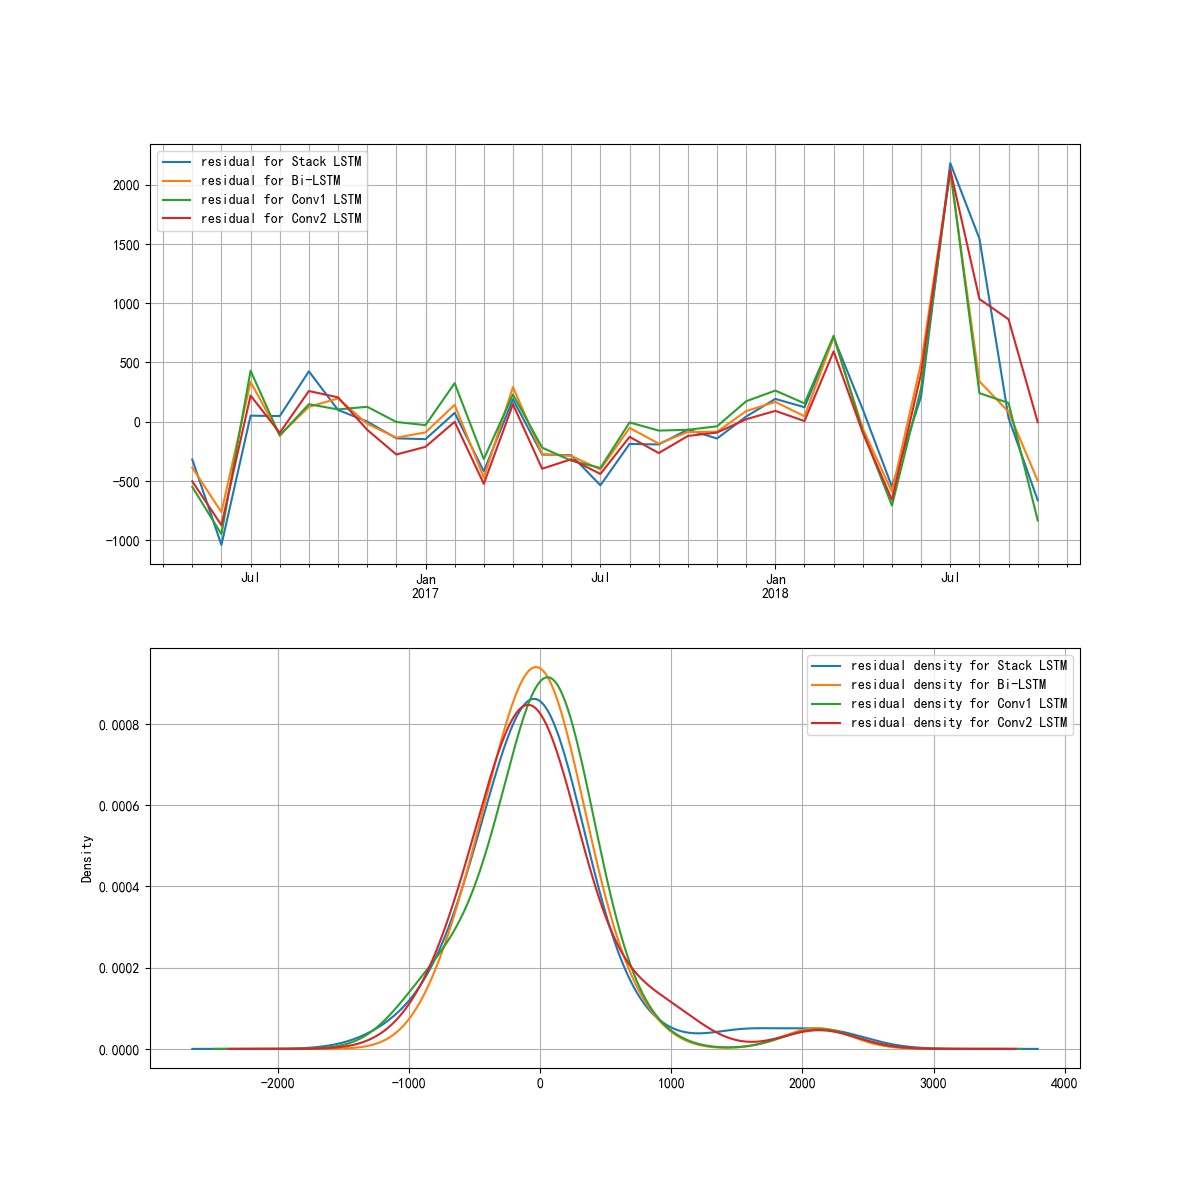 residual for Stack LSTM
residual for Bi-LSTM
residual for Conv1 LSTM
residual for Conv2 LSTM
2000
1500
1000
500
0
−500
−1000
Jul
Jan
2017
Jul
Jan
2018
Jul
residual density for Stack LSTM
residual density for Bi-LSTM
residual density for Conv1 LSTM
residual density for Conv2 LSTM
Density
0.0008
0.0006
0.0004
0.0002
0.0000
−2000
−1000
0
1000
2000
3000
4000